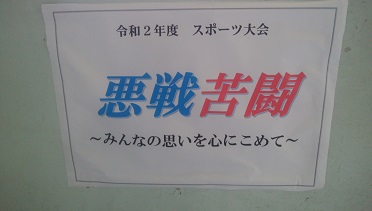 令和２年度　スポーツ大会
悪戦苦闘
～みんなの思いを心にこめて～